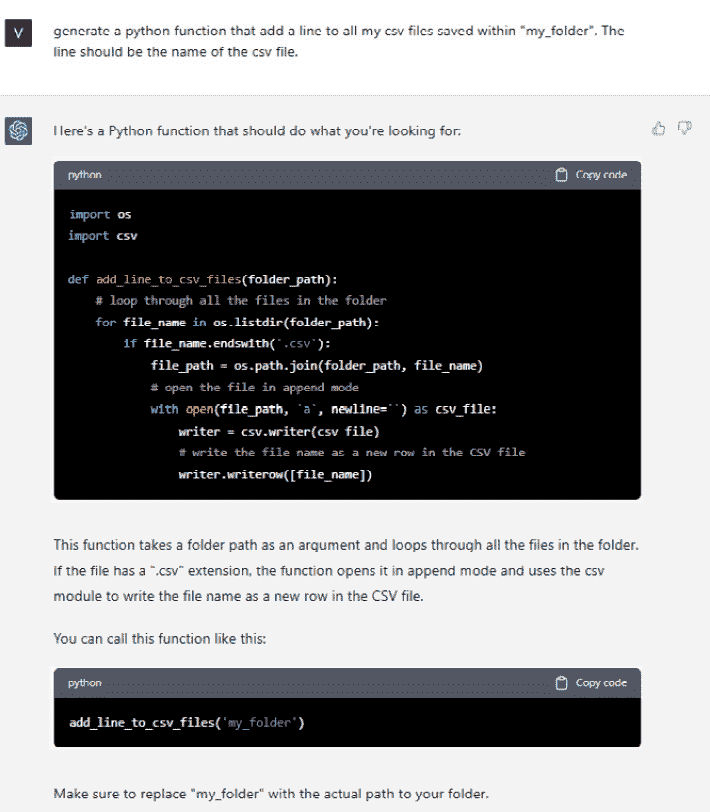 V
generate a python function that add a line to all my csv files saved within "my_folder". The
line should be the name of the csv file.
Here's a Python function that should do what you're looking for:
python
Copy code
import os
import csv
def add_line_to_csv_files(folder_path):
# loop through all the files in the folder
for file_name in os.listdir(folder_path):
if file_name.endswith(`.csv`):
file_path = os.path.join(folder_path, file_name)
# open the file in append mode
with open(file_path, `a`, newline=``) as csv_file:
writer = csv.writer(csv file)
# write the file name as a new row in the CSV file
writer.writerow([file_name])
This function takes a folder path as an argument and loops through all the files in the folder.
If the file has a ".csv" extension, the function opens it in append mode and uses the csv
module to write the file name as a new row in the CSV file.
You can call this function like this:
python
Copy code
add_line_to_csv_files('my_folder')
Make sure to replace "my_folder" with the actual path to your folder.